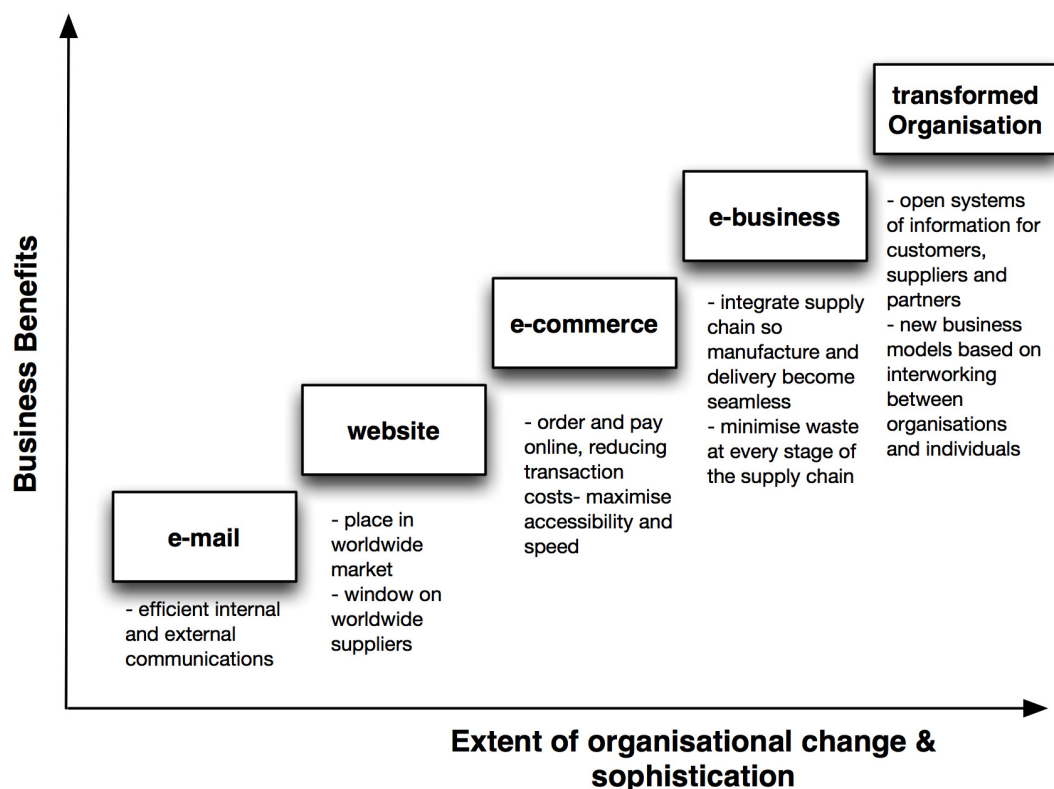 Business Benefits
transformed
Organisation
- open systems
of information for
customers,
suppliers and
partners
- new business
models based on
interworking
between
organisations
and individuals
e-business
- integrate supply
chain so
manufacture and
delivery become
seamless
- minimise waste
at every stage of
the supply chain
e-commerce
- order and pay
online, reducing
transaction
costs- maximise
accessibility and
speed
website
- place in
worldwide
market
- window on
worldwide
suppliers
e-mail
- efficient internal
and external
communications
Extent of organisational change &
sophistication